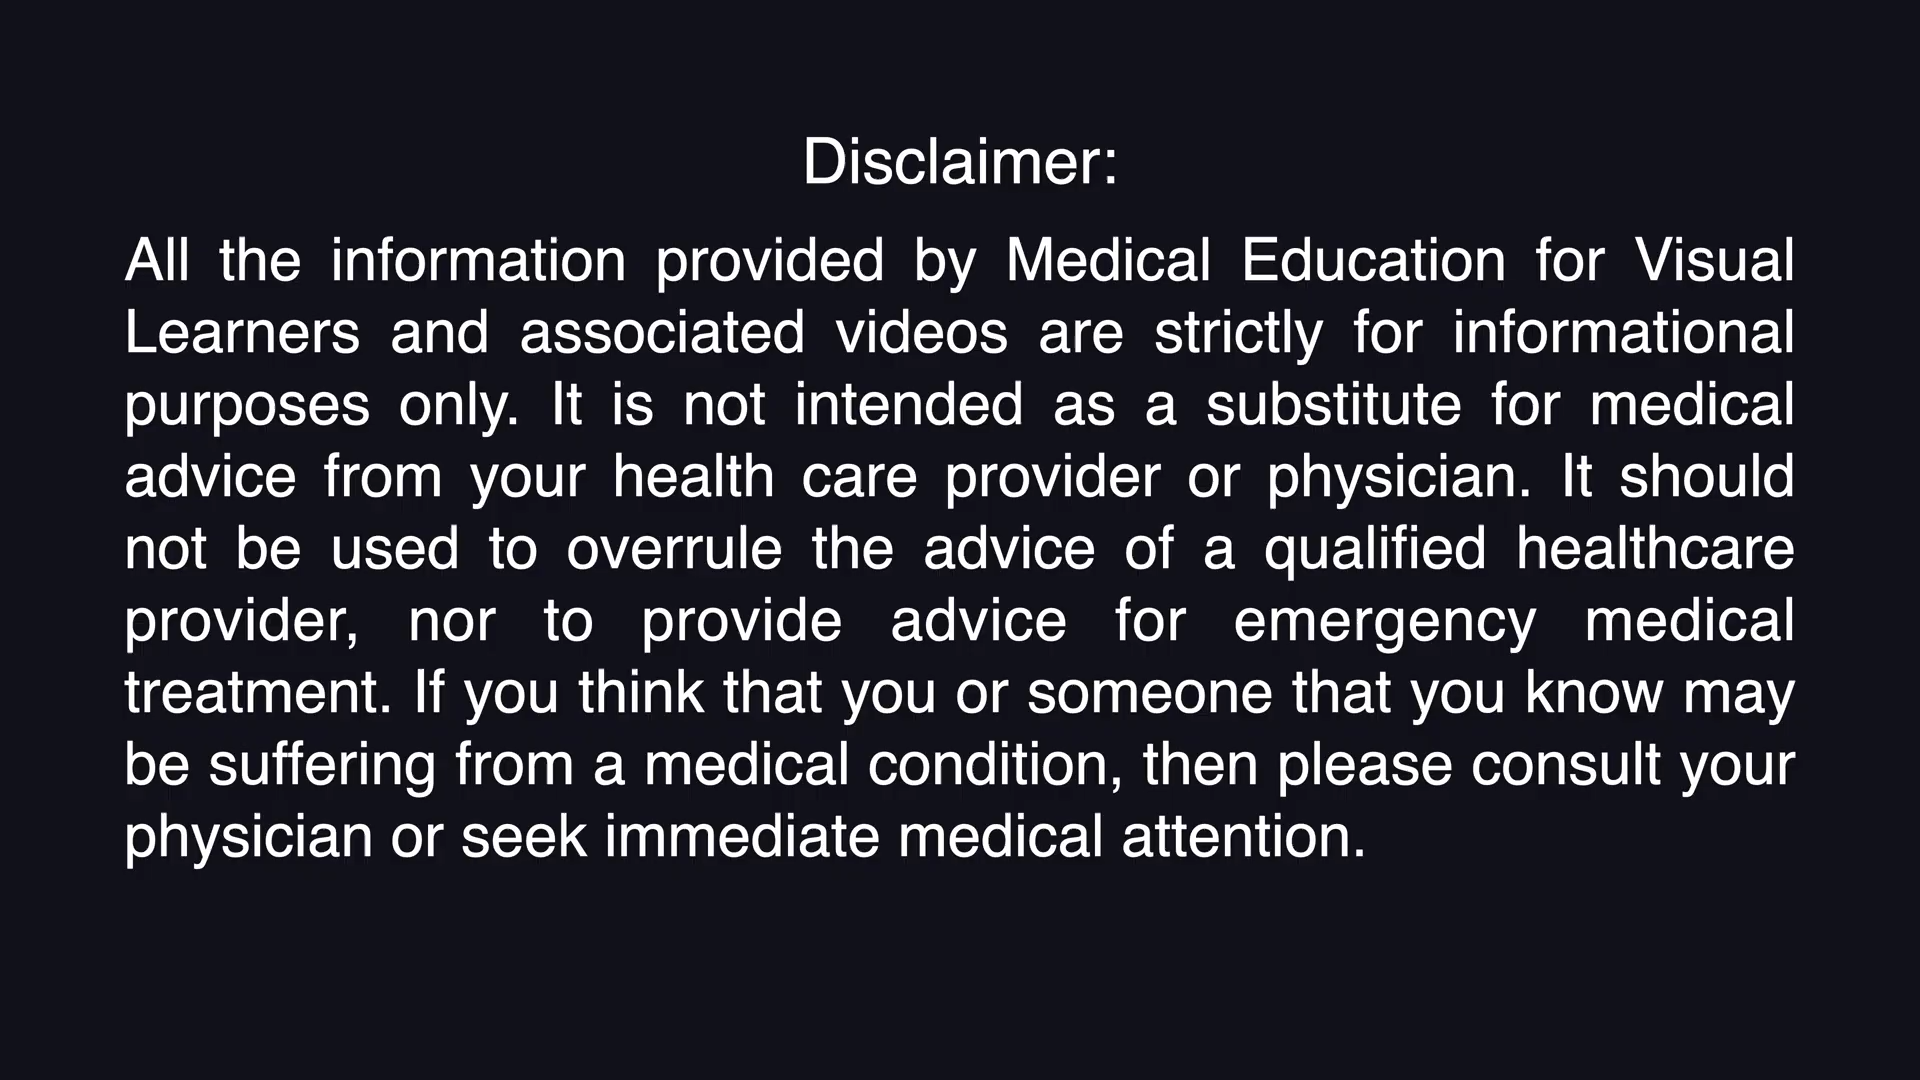 Disclaimer:
All the information provided by Medical Education for Visual
Learners and associated videos are strictly for informational
purposes only. It is not intended as a substitute for medical
advice from your health care provider or physician. It should
not be used to overrule the advice of a qualified healthcare
provider, nor to provide advice for emergency medical
treatment. If you think that you or someone that you know may
be suffering from a medical condition, then please consult your
physician or seek immediate medical attention.